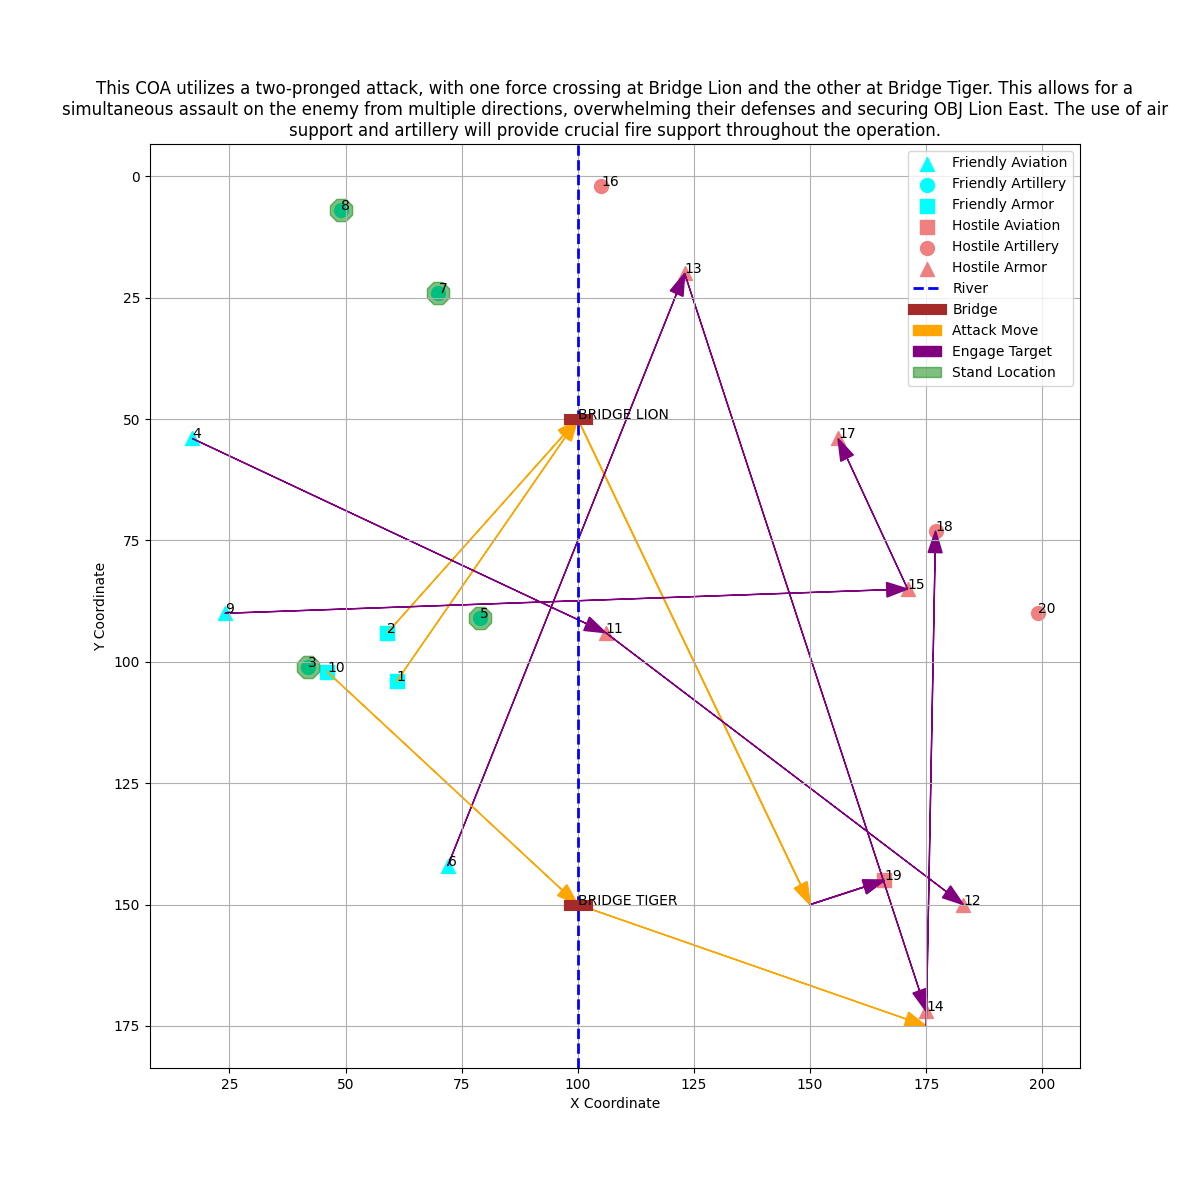 This COA utilizes a two-pronged attack, with one force crossing at Bridge Lion and the other at Bridge Tiger. This allows for a
simultaneous assault on the enemy from multiple directions, overwhelming their defenses and securing OBJ Lion East. The use of air
support and artillery will provide crucial fire support throughout the operation.
Friendly Aviation
Friendly Artillery
Friendly Armor
Hostile Aviation
Hostile Artillery
Hostile Armor
River
Bridge
Attack Move
Engage Target
Stand Location
0
25
50
75
100
125
150
175
Y Coordinate
16
8
13
7
BRIDGE LION
4
17
18
15
9
20
5
2
11
3
10
1
6
19
BRIDGE TIGER
12
14
25
50
75
100
125
150
175
200
X Coordinate